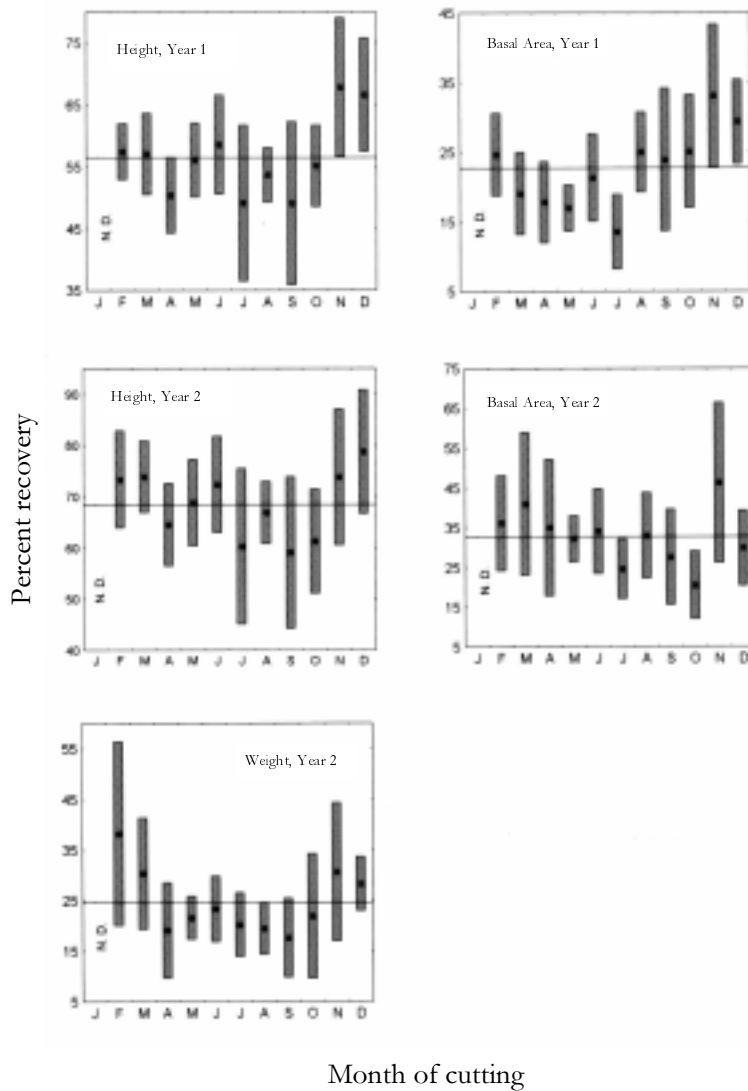 Percent recovery
Height, Year 1
75
65
55
45
35
N.D.
J F M A M J J A S O N D
Basal Area, Year 1
45
35
25
15
5
N.D.
J F M A M J J A S O N D
Height, Year 2
90
80
70
60
50
40
N.D.
J F M A M J J A S O N D
Basal Area, Year 2
75
65
55
45
35
25
15
5
N.D.
J F M A M J J A S O N D
Weight, Year 2
55
45
35
25
15
5
N.D.
J F M A M J J A S O N D
Month of cutting